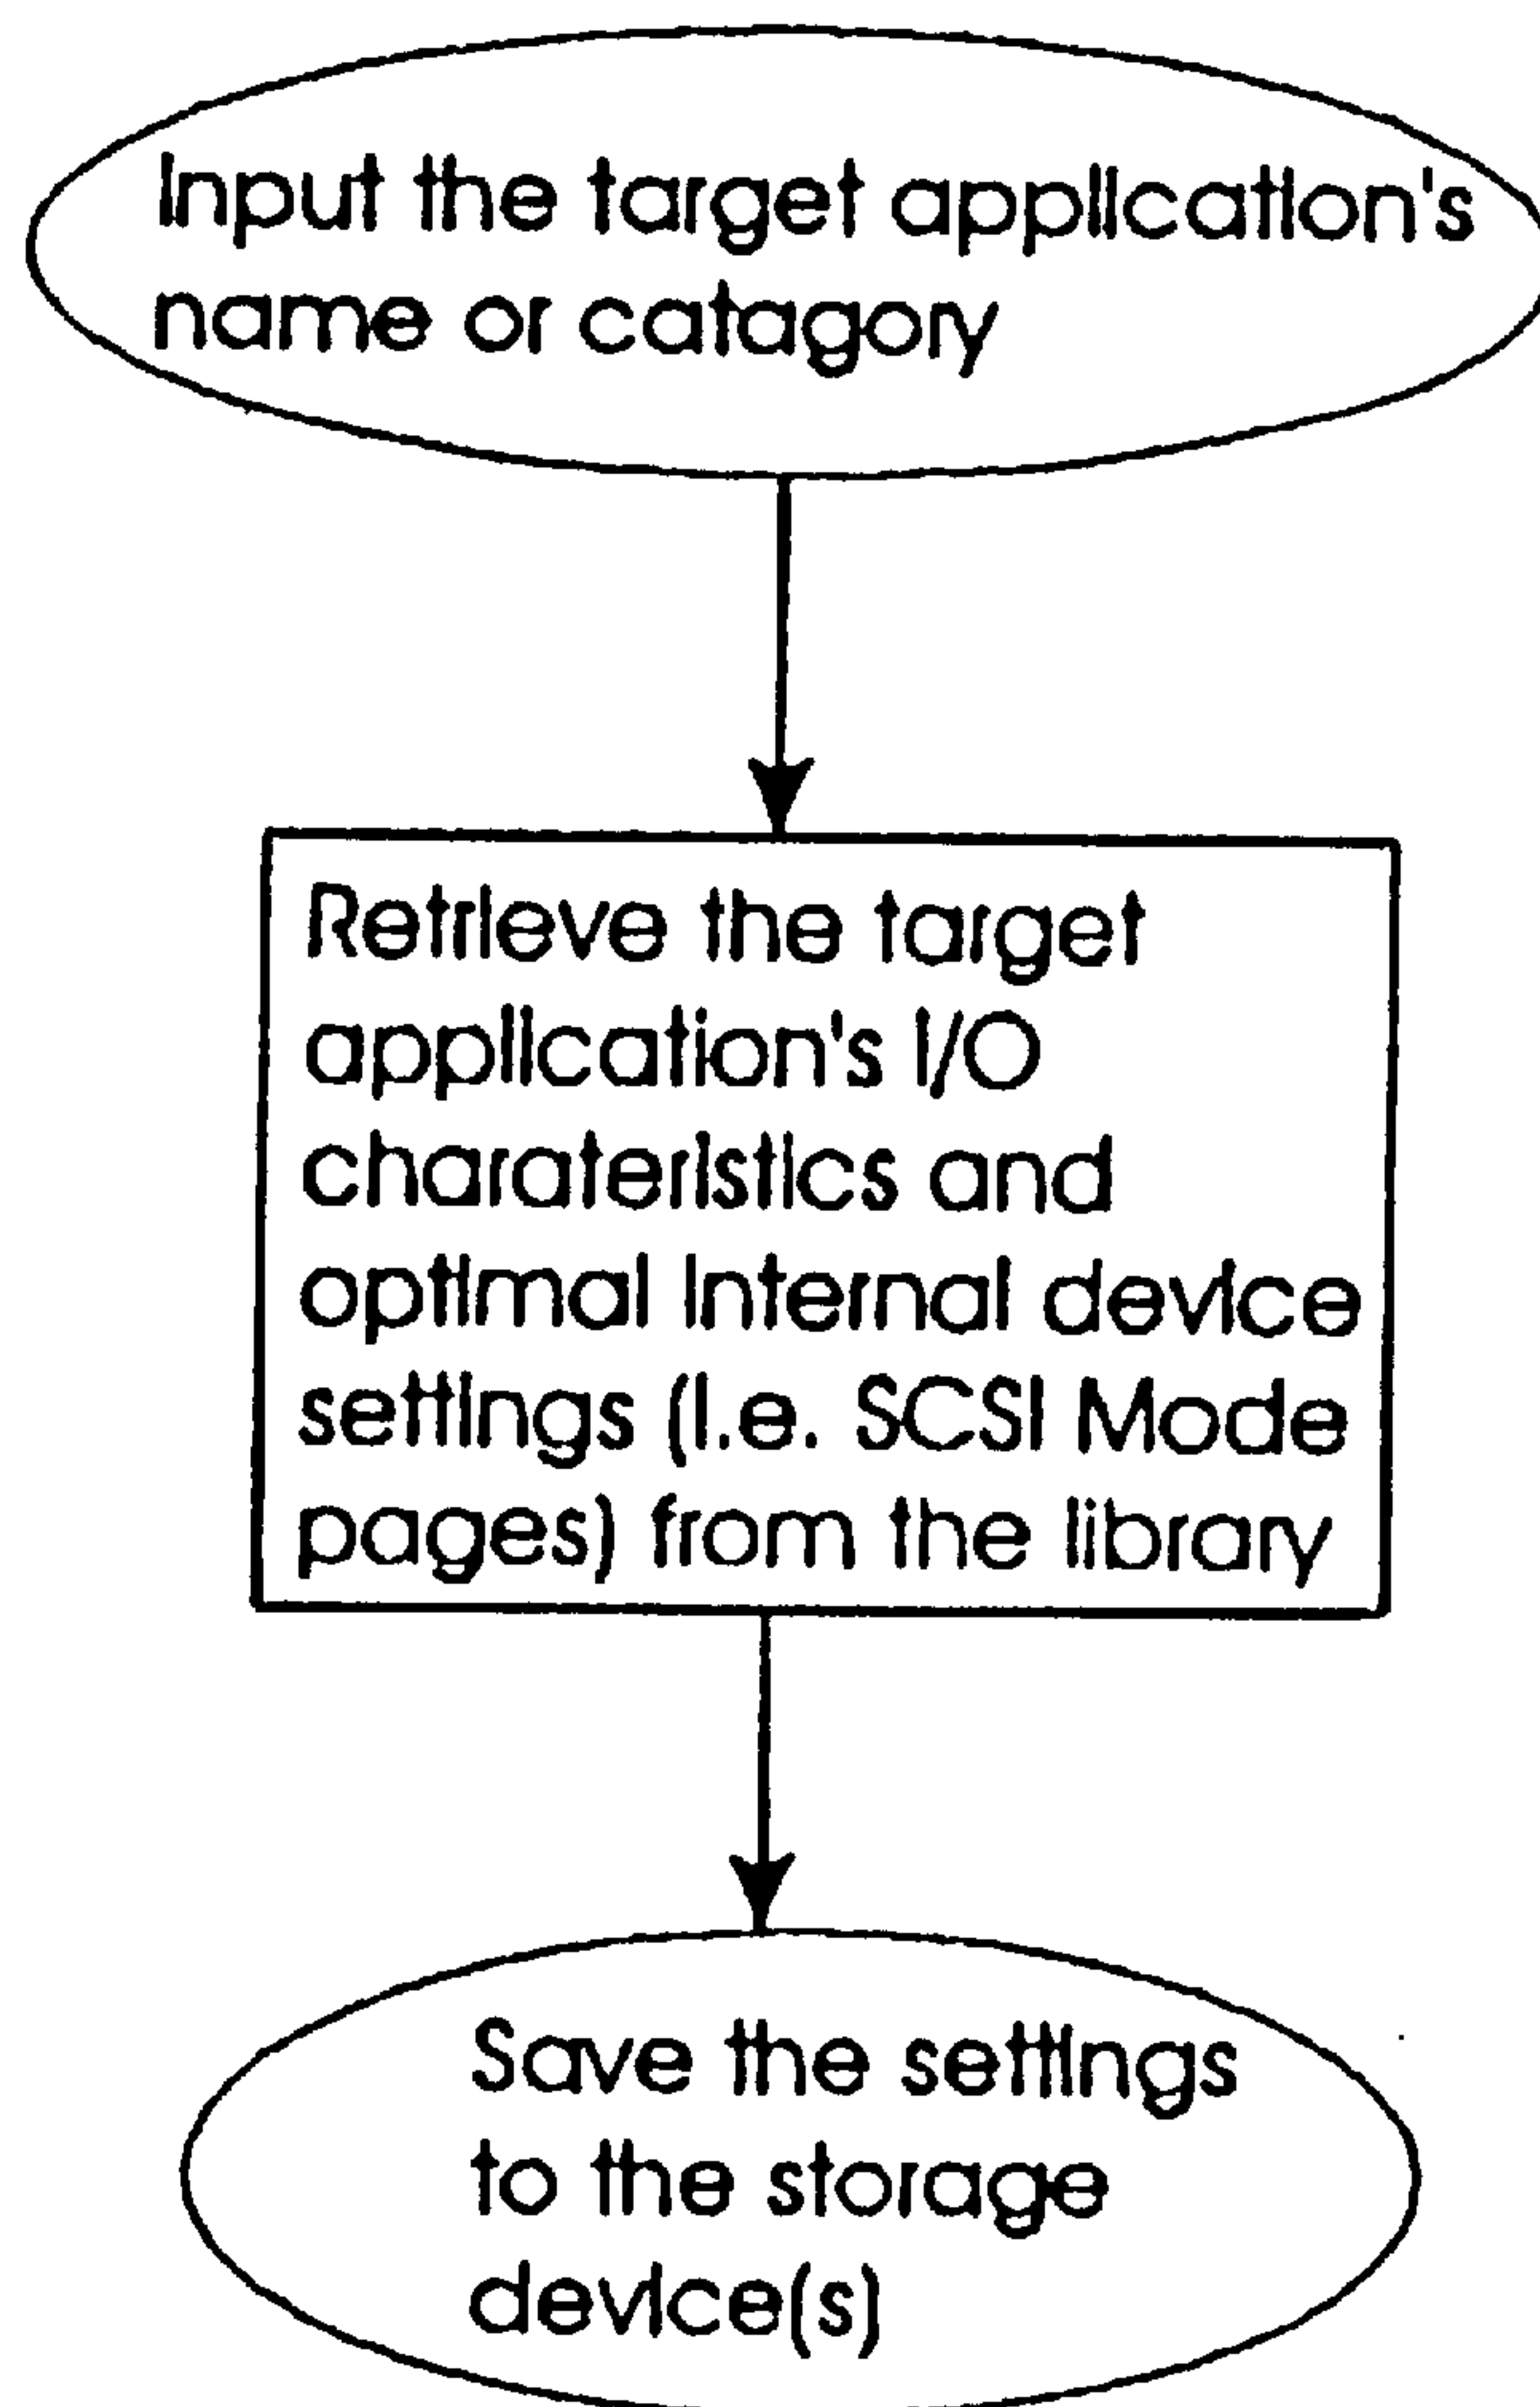 Input the target application's
name or catagory
Retrieve the target
application's I/O
charateristics and
optimal internal device
settings (i.e. SCSI Mode
pages) from the library
Save the settings
to the storage
device(s)